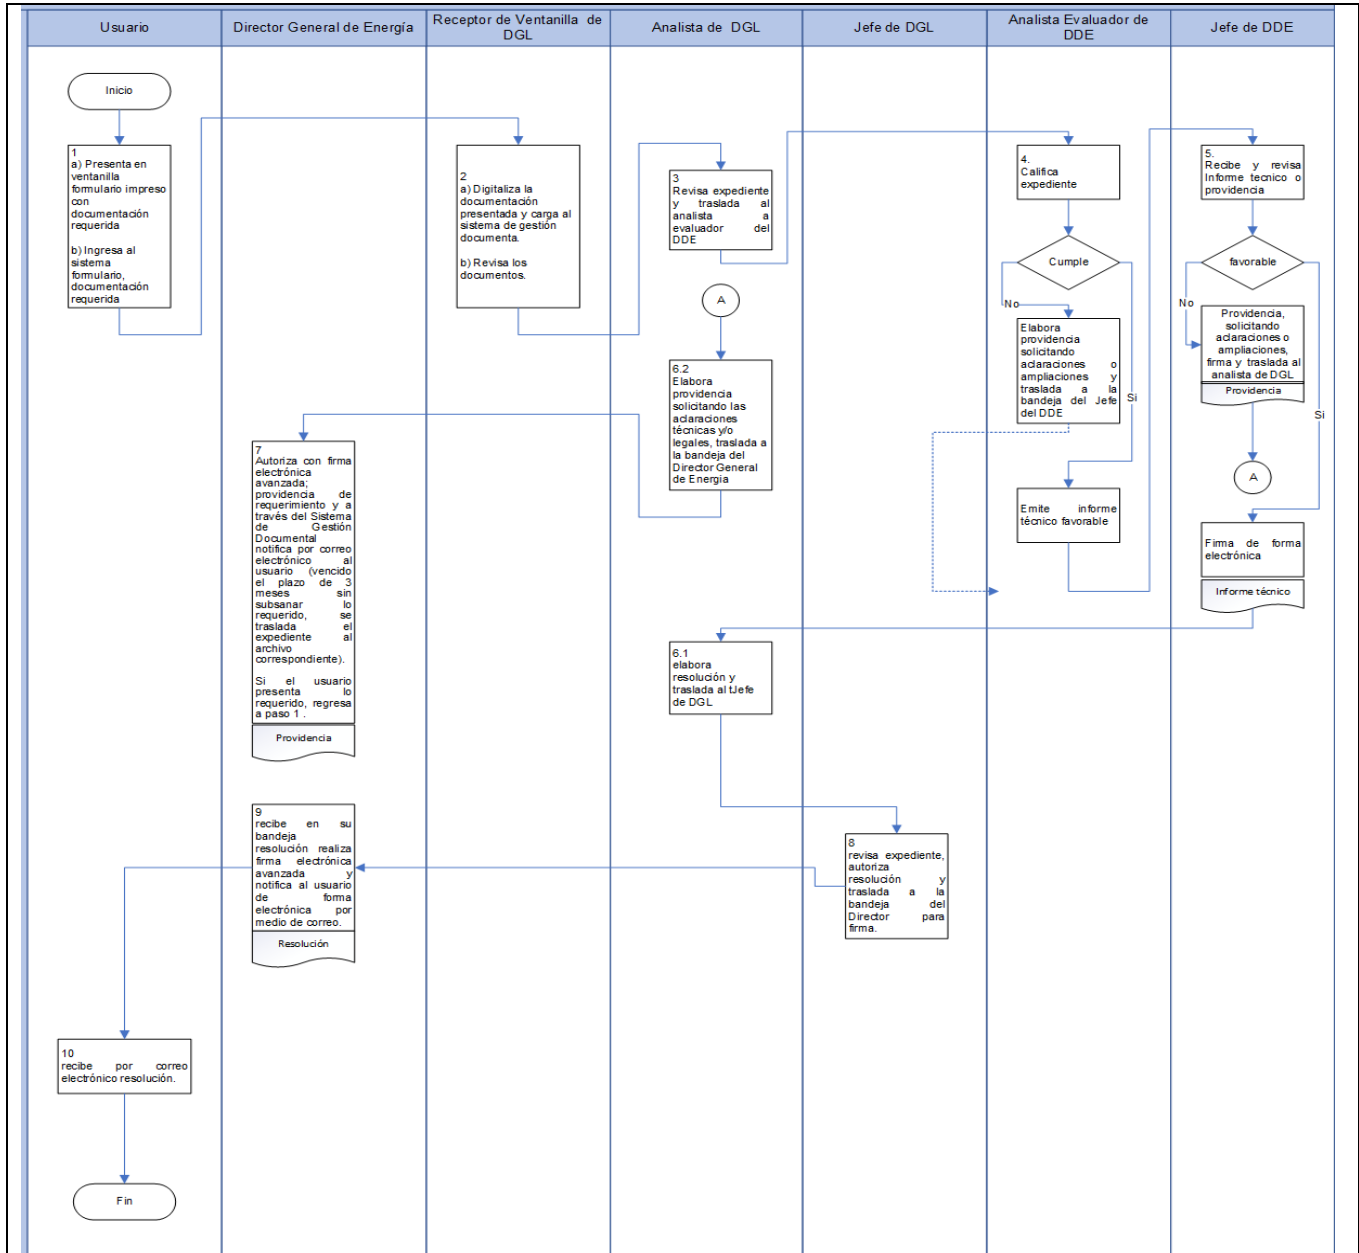 Usuario
Director General de Energía
Receptor de Ventanilla de
DGL
Analista de DGL
Jefe de DGL
Analista Evaluador de
DDE
Jefe de DDE
Inicio
1
a) Presenta en
ventanilla
formulario impreso
con
documentación
requerida
b) Ingresa al
sistema
formulario,
documentación
requerida
2
a) Digitaliza la
documentación
presentada y carga al
sistema de gestión
documenta.
b) Revisa los
documentos.
3
Revisa expediente
y traslada al
analista a
evaluador del
DDE
4.
Califica
expediente
Cumple
No
Si
Elabora
providencia
solicitando
aclaraciones o
ampliaciones y
traslada a la
bandeja del Jefe
del DDE
Emite informe
técnico favorable
5.
Recibe y revisa
Informe tecnico o
providencia
favorable
No
Si
Providencia,
solicitando
aclaraciones o
ampliaciones,
firma y traslada al
analista de DGL
Providencia
A
Firma de forma
electrónica
Informe técnico
A
6.2
Elabora
providencia
solicitando las
aclaraciones
técnicas y/o
legales, traslada a
la bandeja del
Director General
de Energia
7
Autoriza con firma
electrónica
avanzada;
providencia de
requerimiento y a
través del Sistema
de Gestión
Documental
notifica por correo
electrónico al
usuario (vencido
el plazo de 3
meses sin
subsanar lo
requerido, se
traslada el
expediente al
archivo
correspondiente).
Si el usuario
presenta lo
requerido, regresa
a paso 1 .
Providencia
6.1
elabora
resolución y
traslada al tJefe
de DGL
8
revisa expediente,
autoriza
resolución y
traslada a la
bandeja del
Director para
firma.
9
recibe en su
bandeja
resolución realiza
firma electrónica
avanzada y
notifica al usuario
de forma
electrónica por
medio de correo.
Resolución
10
recibe por correo
electrónico resolución.
Fin